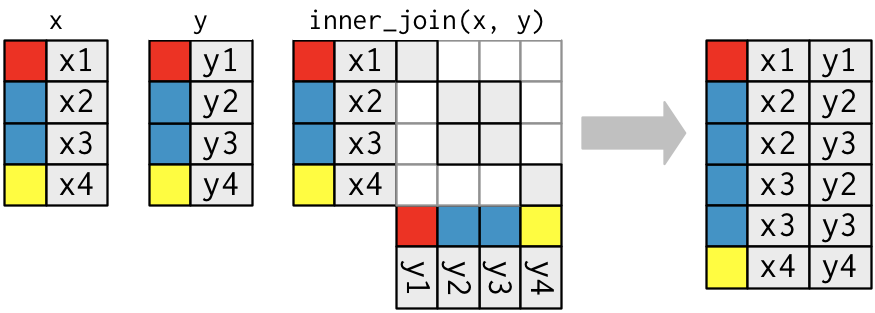 x y inner_join(x, y)
x1 y1 x1 x1 y1
x2 y2 x2 x2 y2
x3 y3 x3 x2 y3
x4 y4 x4 x3 y2
x3 y3
y1 y2 y3 y4 x4 y4